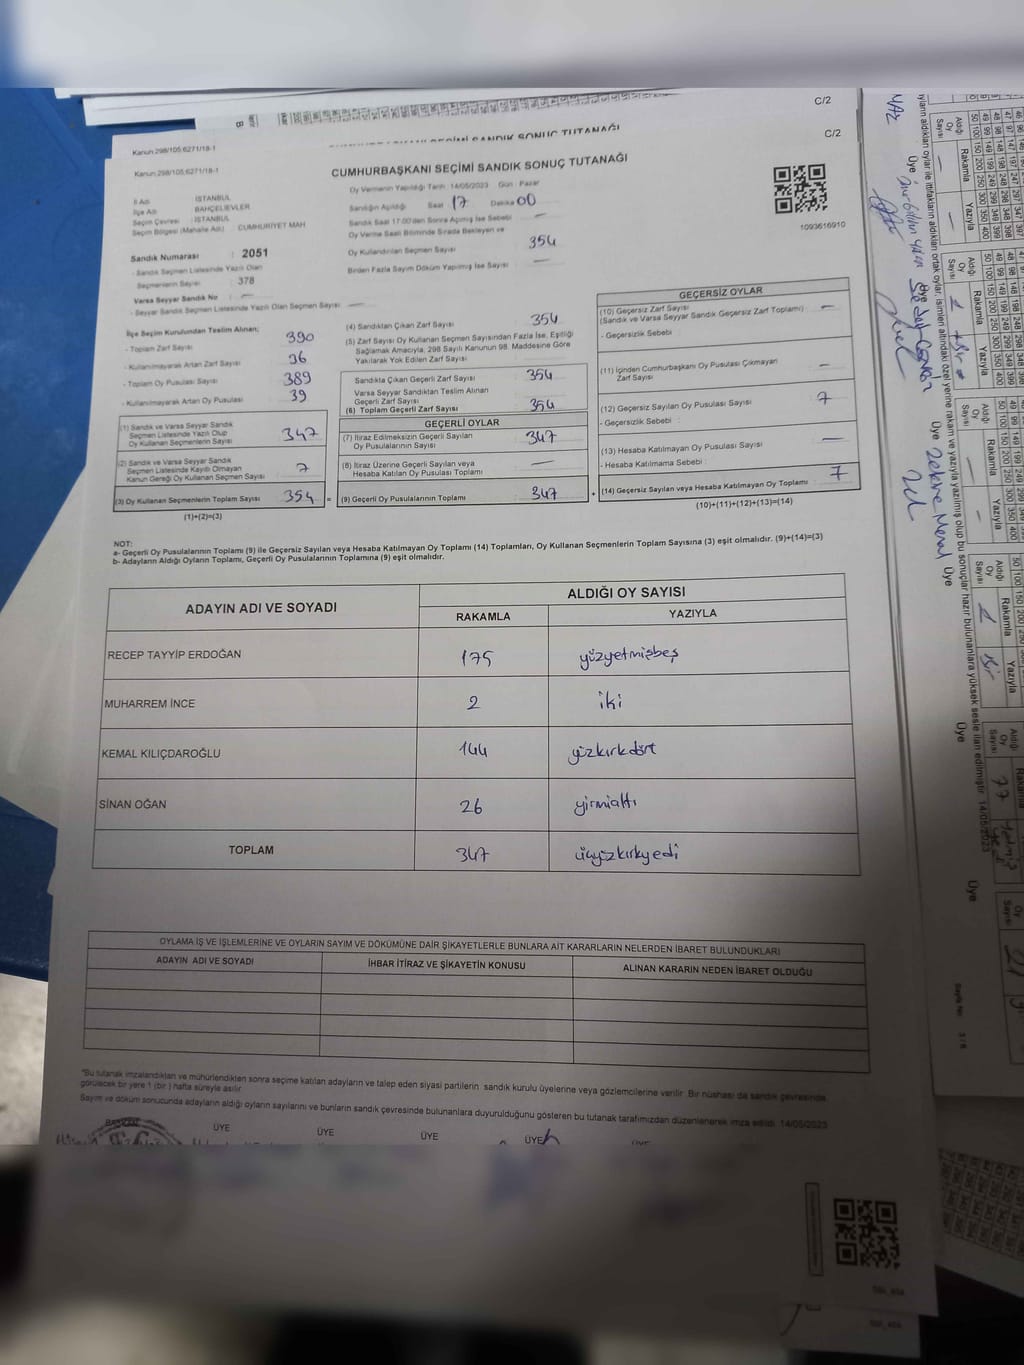 C/2
Kanun 298/105;6271/18-1
C/2
Kanun 298/105;6271/18-1
CUMHURBAŞKANI SEÇİMİ SANDIK SONUÇ TUTANAĞI
Oy Vermenin Yapıldığı Tarih 14/05/2023 Gün : Pazar
İl Adı : İSTANBUL
İlçe Adı : BAHÇELİEVLER
Seçim Çevresi : İSTANBUL
Seçim Bölgesi (Mahalle Adı) : CUMHURİYET MAH
Sandığın Açıldığı Saat 17 Dakika 00
Sandık Saat 17:00'den Sonra Açılmış İse Sebebi —
Oy Verme Saati Bitiminde Sırada Bekleyen ve
Oy Kullandırılan Seçmen Sayısı 354
Birden Fazla Sayım Döküm Yapılmış İse Sayısı —
1093616910
Sandık Numarası : 2051
- Sandık Seçmen Listesinde Yazılı Olan
Seçmenlerin Sayısı : 378
Varsa Seyyar Sandık No : —
- Seyyar Sandık Seçmen Listesinde Yazılı Olan Seçmen Sayısı : —
İlçe Seçim Kurulundan Teslim Alınan;
- Toplam Zarf Sayısı 390
- Kullanılmayarak Artan Zarf Sayısı 36
- Toplam Oy Pusulası Sayısı 389
- Kullanılmayarak Artan Oy Pusulası 39
(1) Sandık ve Varsa Seyyar Sandık
Seçmen Listesinde Yazılı Olup
Oy Kullanan Seçmenlerin Sayısı 347
(2) Sandık ve Varsa Seyyar Sandık
Seçmen Listesinde Kayıtlı Olmayan
Kanun Gereği Oy Kullanan Seçmen Sayısı 7
(3) Oy Kullanan Seçmenlerin Toplam Sayısı 354 =
(1)+(2)=(3)
(4) Sandıktan Çıkan Zarf Sayısı 354
(5) Zarf Sayısı Oy Kullanan Seçmen Sayısından Fazla İse, Eşitliği
Sağlamak Amacıyla, 298 Sayılı Kanunun 98. Maddesine Göre
Yakılarak Yok Edilen Zarf Sayısı
Sandıkta Çıkan Geçerli Zarf Sayısı 354
Varsa Seyyar Sandıktan Teslim Alınan
Geçerli Zarf Sayısı
(6) Toplam Geçerli Zarf Sayısı 354
GEÇERLİ OYLAR
(7) İtiraz Edilmeksizin Geçerli Sayılan
Oy Pusulalarının Sayısı 347
(8) İtiraz Üzerine Geçerli Sayılan veya
Hesaba Katılan Oy Pusulası Toplamı —
(9) Geçerli Oy Pusulalarının Toplamı 347 +
GEÇERSİZ OYLAR
(10) Geçersiz Zarf Sayısı
(Sandık ve Varsa Seyyar Sandık Geçersiz Zarf Toplamı) —
- Geçersizlik Sebebi :
(11) İçinden Cumhurbaşkanı Oy Pusulası Çıkmayan
Zarf Sayısı —
(12) Geçersiz Sayılan Oy Pusulası Sayısı 7
- Geçersizlik Sebebi :
(13) Hesaba Katılmayan Oy Pusulası Sayısı —
- Hesaba Katılmama Sebebi :
(14) Geçersiz Sayılan veya Hesaba Katılmayan Oy Toplamı 7
(10)+(11)+(12)+(13)=(14)
NOT:
a- Geçerli Oy Pusulalarının Toplamı (9) ile Geçersiz Sayılan veya Hesaba Katılmayan Oy Toplamı (14) Toplamları, Oy Kullanan Seçmenlerin Toplam Sayısına (3) eşit olmalıdır. (9)+(14)=(3)
b- Adayların Aldığı Oyların Toplamı, Geçerli Oy Pusulalarının Toplamına (9) eşit olmalıdır.
ADAYIN ADI VE SOYADI
ALDIĞI OY SAYISI
RAKAMLA YAZIYLA
RECEP TAYYİP ERDOĞAN 175 yüzyetmişbeş
MUHARREM İNCE 2 iki
KEMAL KILIÇDAROĞLU 144 yüzkırkdört
SİNAN OĞAN 26 yirmialtı
TOPLAM 347 üçyüzkırkyedi
OYLAMA İŞ VE İŞLEMLERİNE VE OYLARIN SAYIM VE DÖKÜMÜNE DAİR ŞİKAYETLERLE BUNLARA AİT KARARLARIN NELERDEN İBARET BULUNDUKLARI
ADAYIN ADI VE SOYADI İHBAR İTİRAZ VE ŞİKAYETİN KONUSU ALINAN KARARIN NEDEN İBARET OLDUĞU
"Bu tutanak imzalandıktan ve mühürlendikten sonra seçime katılan adayların ve talep eden siyasi partilerin sandık kurulu üyelerine veya gözlemcilerine verilir. Bir nüshası da sandık çevresinde
görülecek bir yere 1 (bir) hafta süreyle asılır.
Sayım ve döküm sonucunda adayların aldığı oyların sayılarını ve bunların sandık çevresinde bulunanlara duyurulduğunu gösteren bu tutanak tarafımızdan düzenlenerek imza edildi. 14/05/2023
BAŞKAN ÜYE ÜYE ÜYE ÜYE